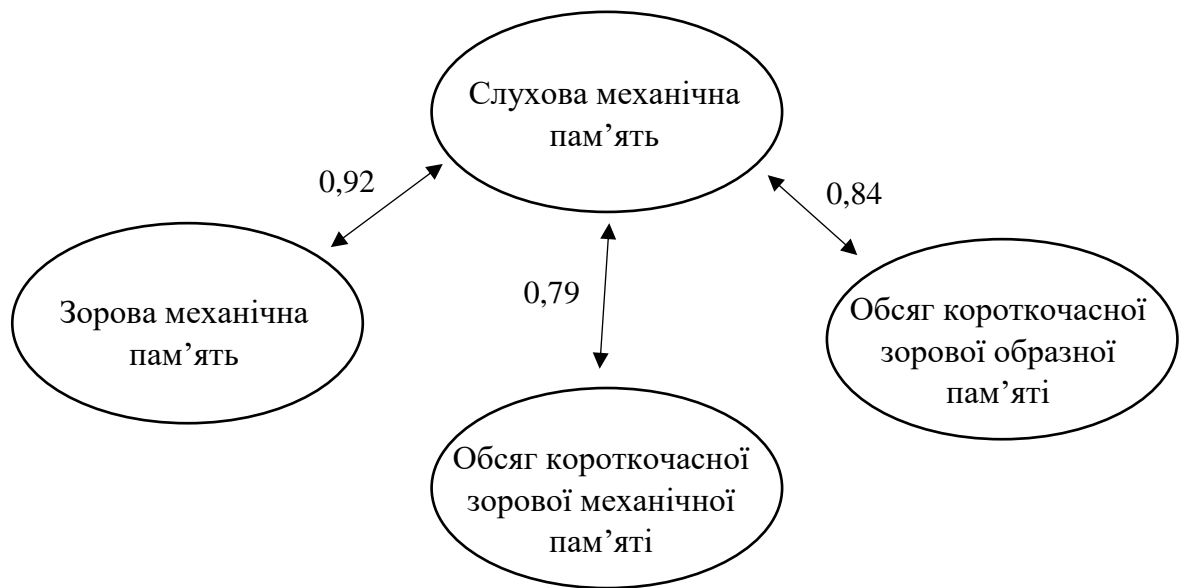 Слухова механічна
пам’ять
0,92
0,84
0,79
Зорова механічна
пам’ять
Обсяг короткочасної
зорової образної
пам’яті
Обсяг короткочасної
зорової механічної
пам’яті